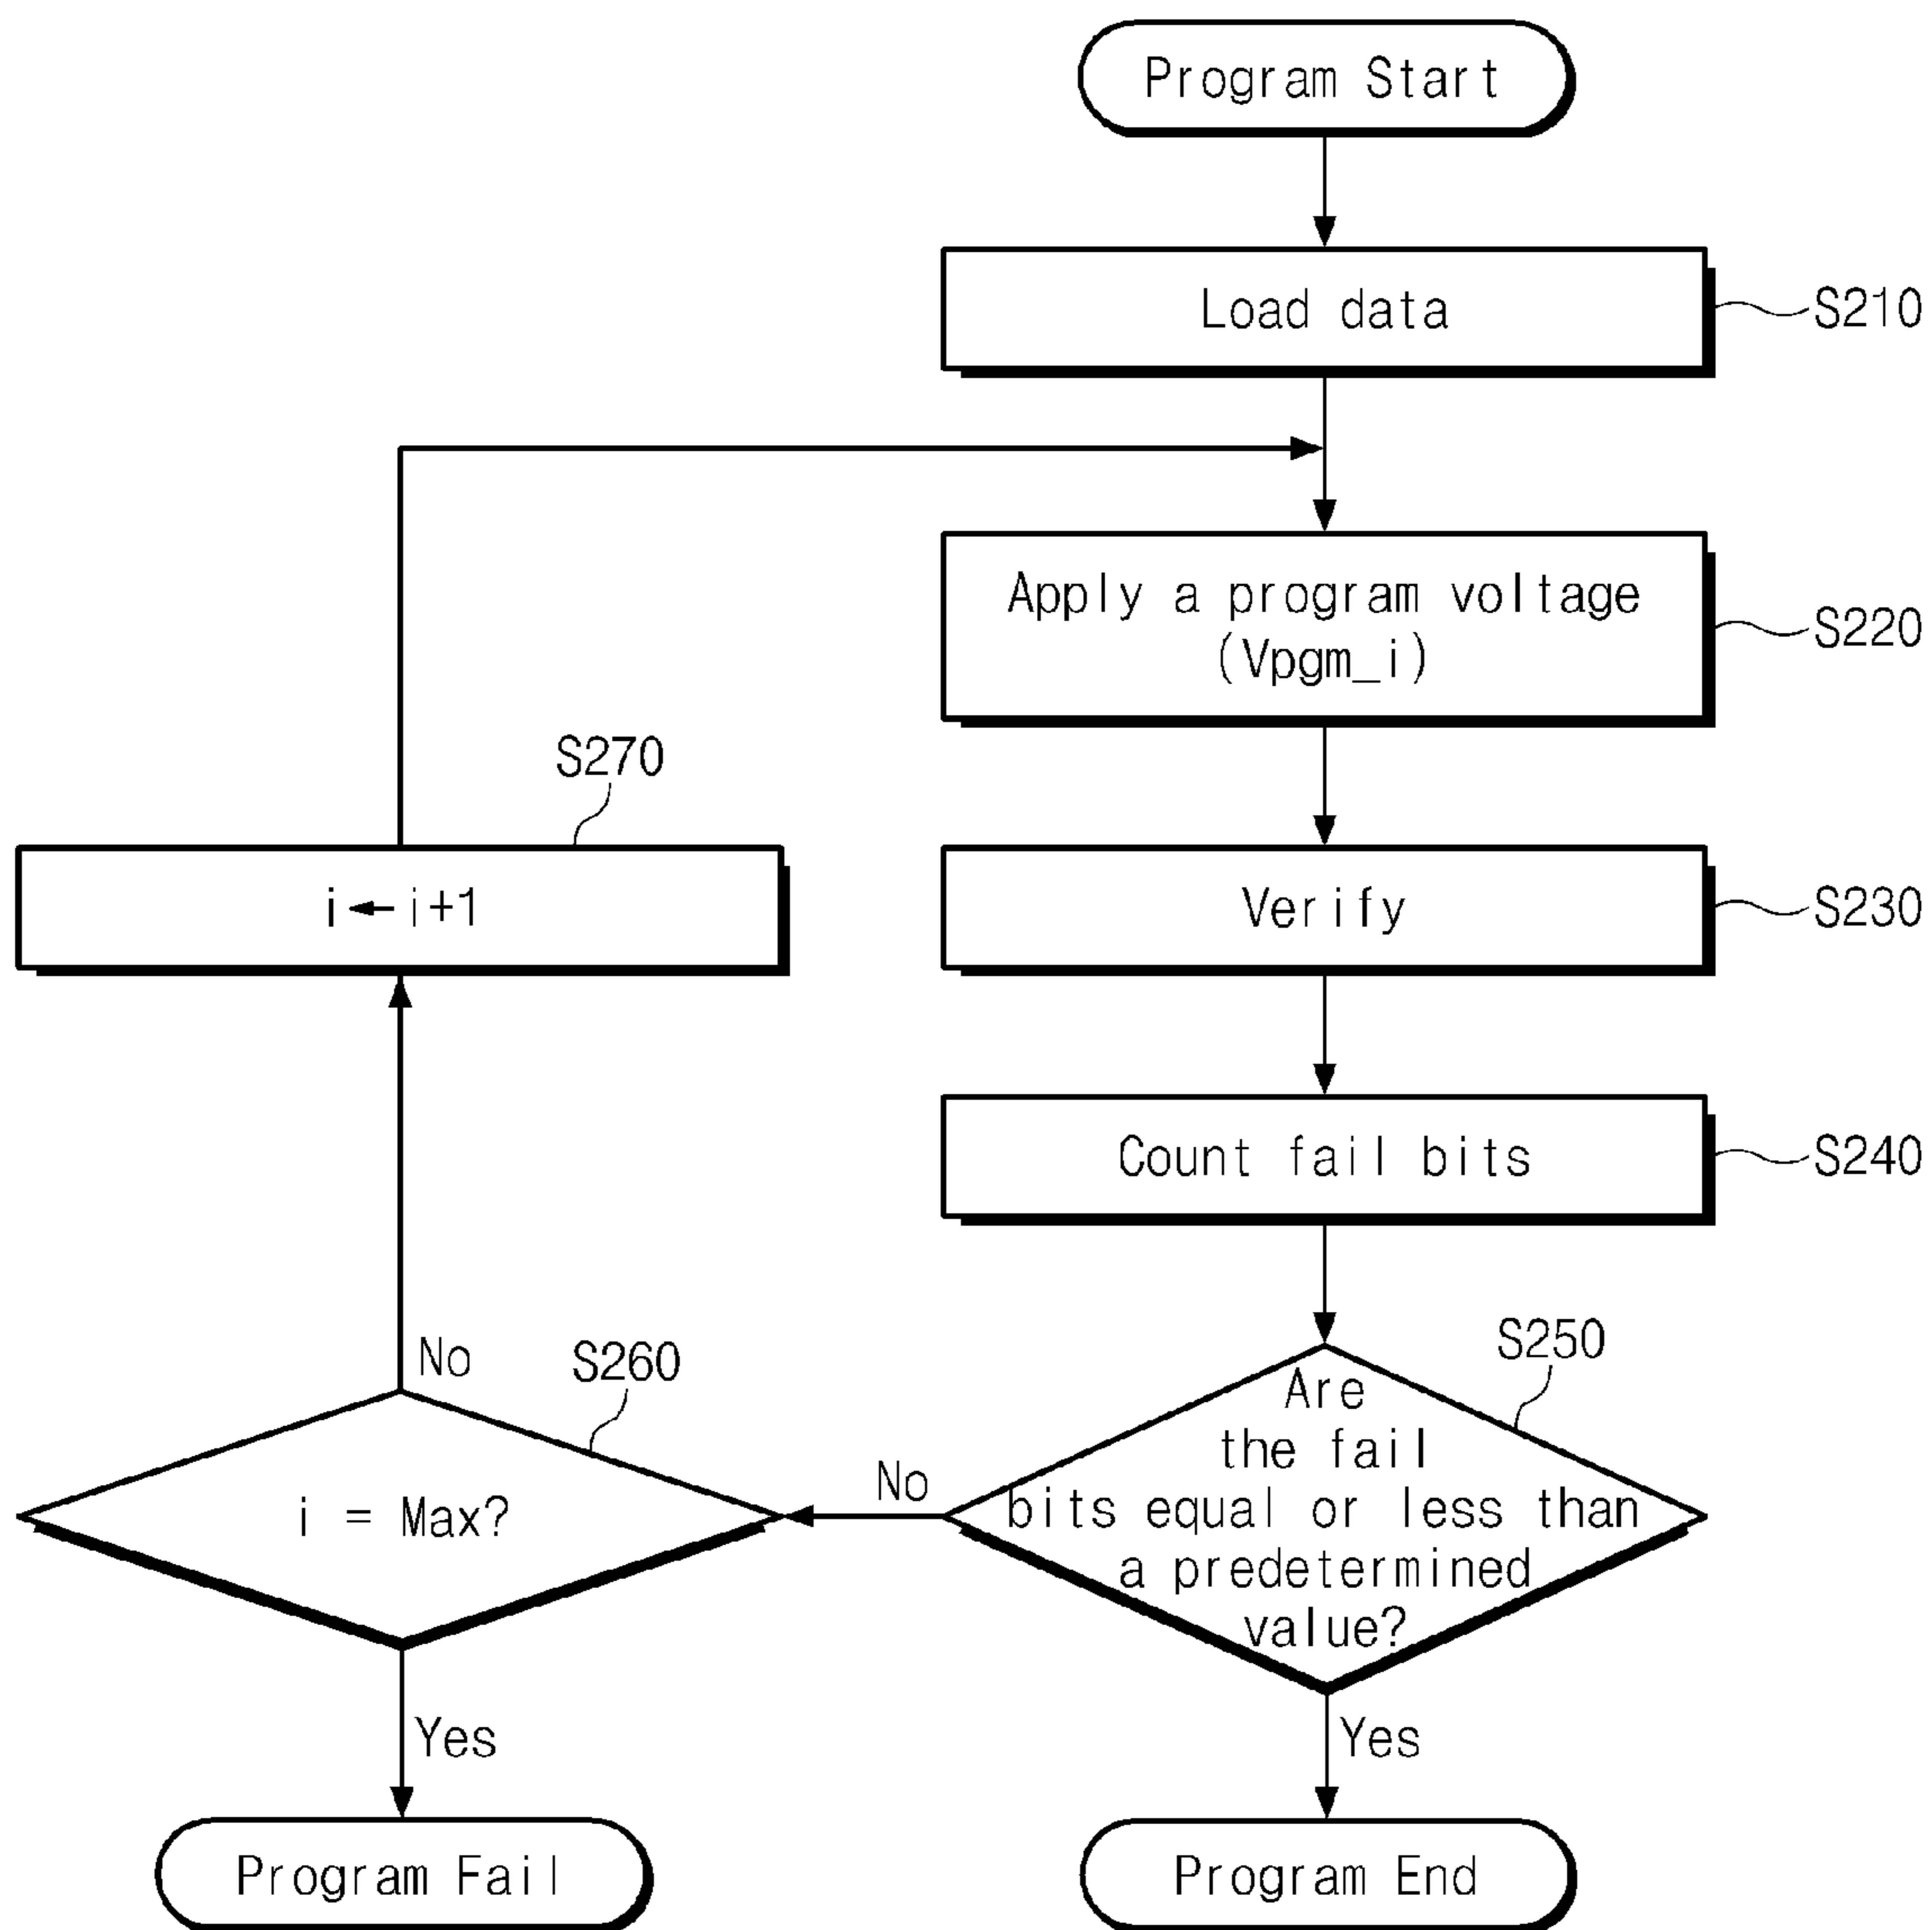 Program Start
Load data
S210
Apply a program voltage
(Vpgm_i)
S220
S270
i←i+1
Verify
S230
Count fail bits
S240
No
S260
i = Max?
No
S250
Are
the fail
bits equal or less than
a predetermined
value?
Yes
Yes
Program Fail
Program End